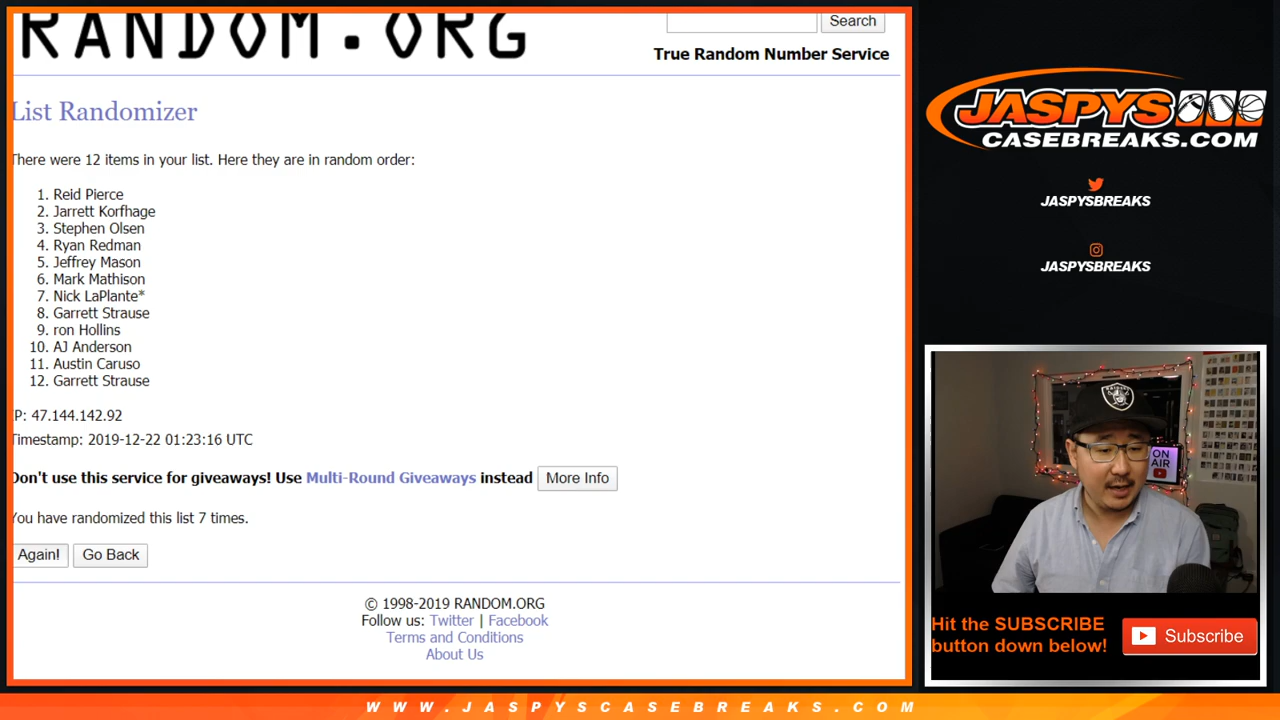 RANDOM.ORG
Search
True Random Number Service
List Randomizer
There were 12 items in your list. Here they are in random order:
1. Reid Pierce
2. Jarrett Korfhage
3. Stephen Olsen
4. Ryan Redman
5. Jeffrey Mason
6. Mark Mathison
7. Nick LaPlante*
8. Garrett Strause
9. ron Hollins
10. AJ Anderson
11. Austin Caruso
12. Garrett Strause
IP: 47.144.142.92
Timestamp: 2019-12-22 01:23:16 UTC
Don't use this service for giveaways! Use Multi-Round Giveaways instead More Info
You have randomized this list 7 times.
Again! Go Back
© 1998-2019 RANDOM.ORG
Follow us: Twitter | Facebook
Terms and Conditions
About Us
JASPYS
CASEBREAKS.COM
JASPYSBREAKS
JASPYSBREAKS
RAIDERS
ON
AIR
Hit the SUBSCRIBE
button down below!
Subscribe
WWW.JASPYSCASEBREAKS.COM